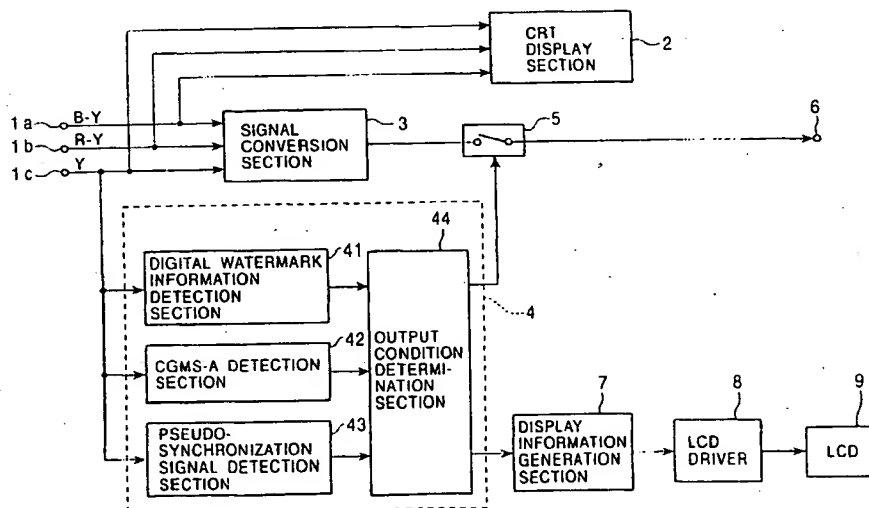 CRT
DISPLAY
SECTION
2
1a
B-Y
1b
R-Y
1c
Y
SIGNAL
CONVERSION
SECTION
3
5
6
44
DIGITAL WATERMARK
INFORMATION
DETECTION
SECTION
41
4
CGMS-A DETECTION
SECTION
42
OUTPUT
CONDITION
DETERMI-
NATION
SECTION
PSEUDO-
SYNCHRONIZATION
SIGNAL DETECTION
SECTION
43
DISPLAY
INFORMATION
GENERATION
SECTION
7
LCD
DRIVER
8
LCD
9